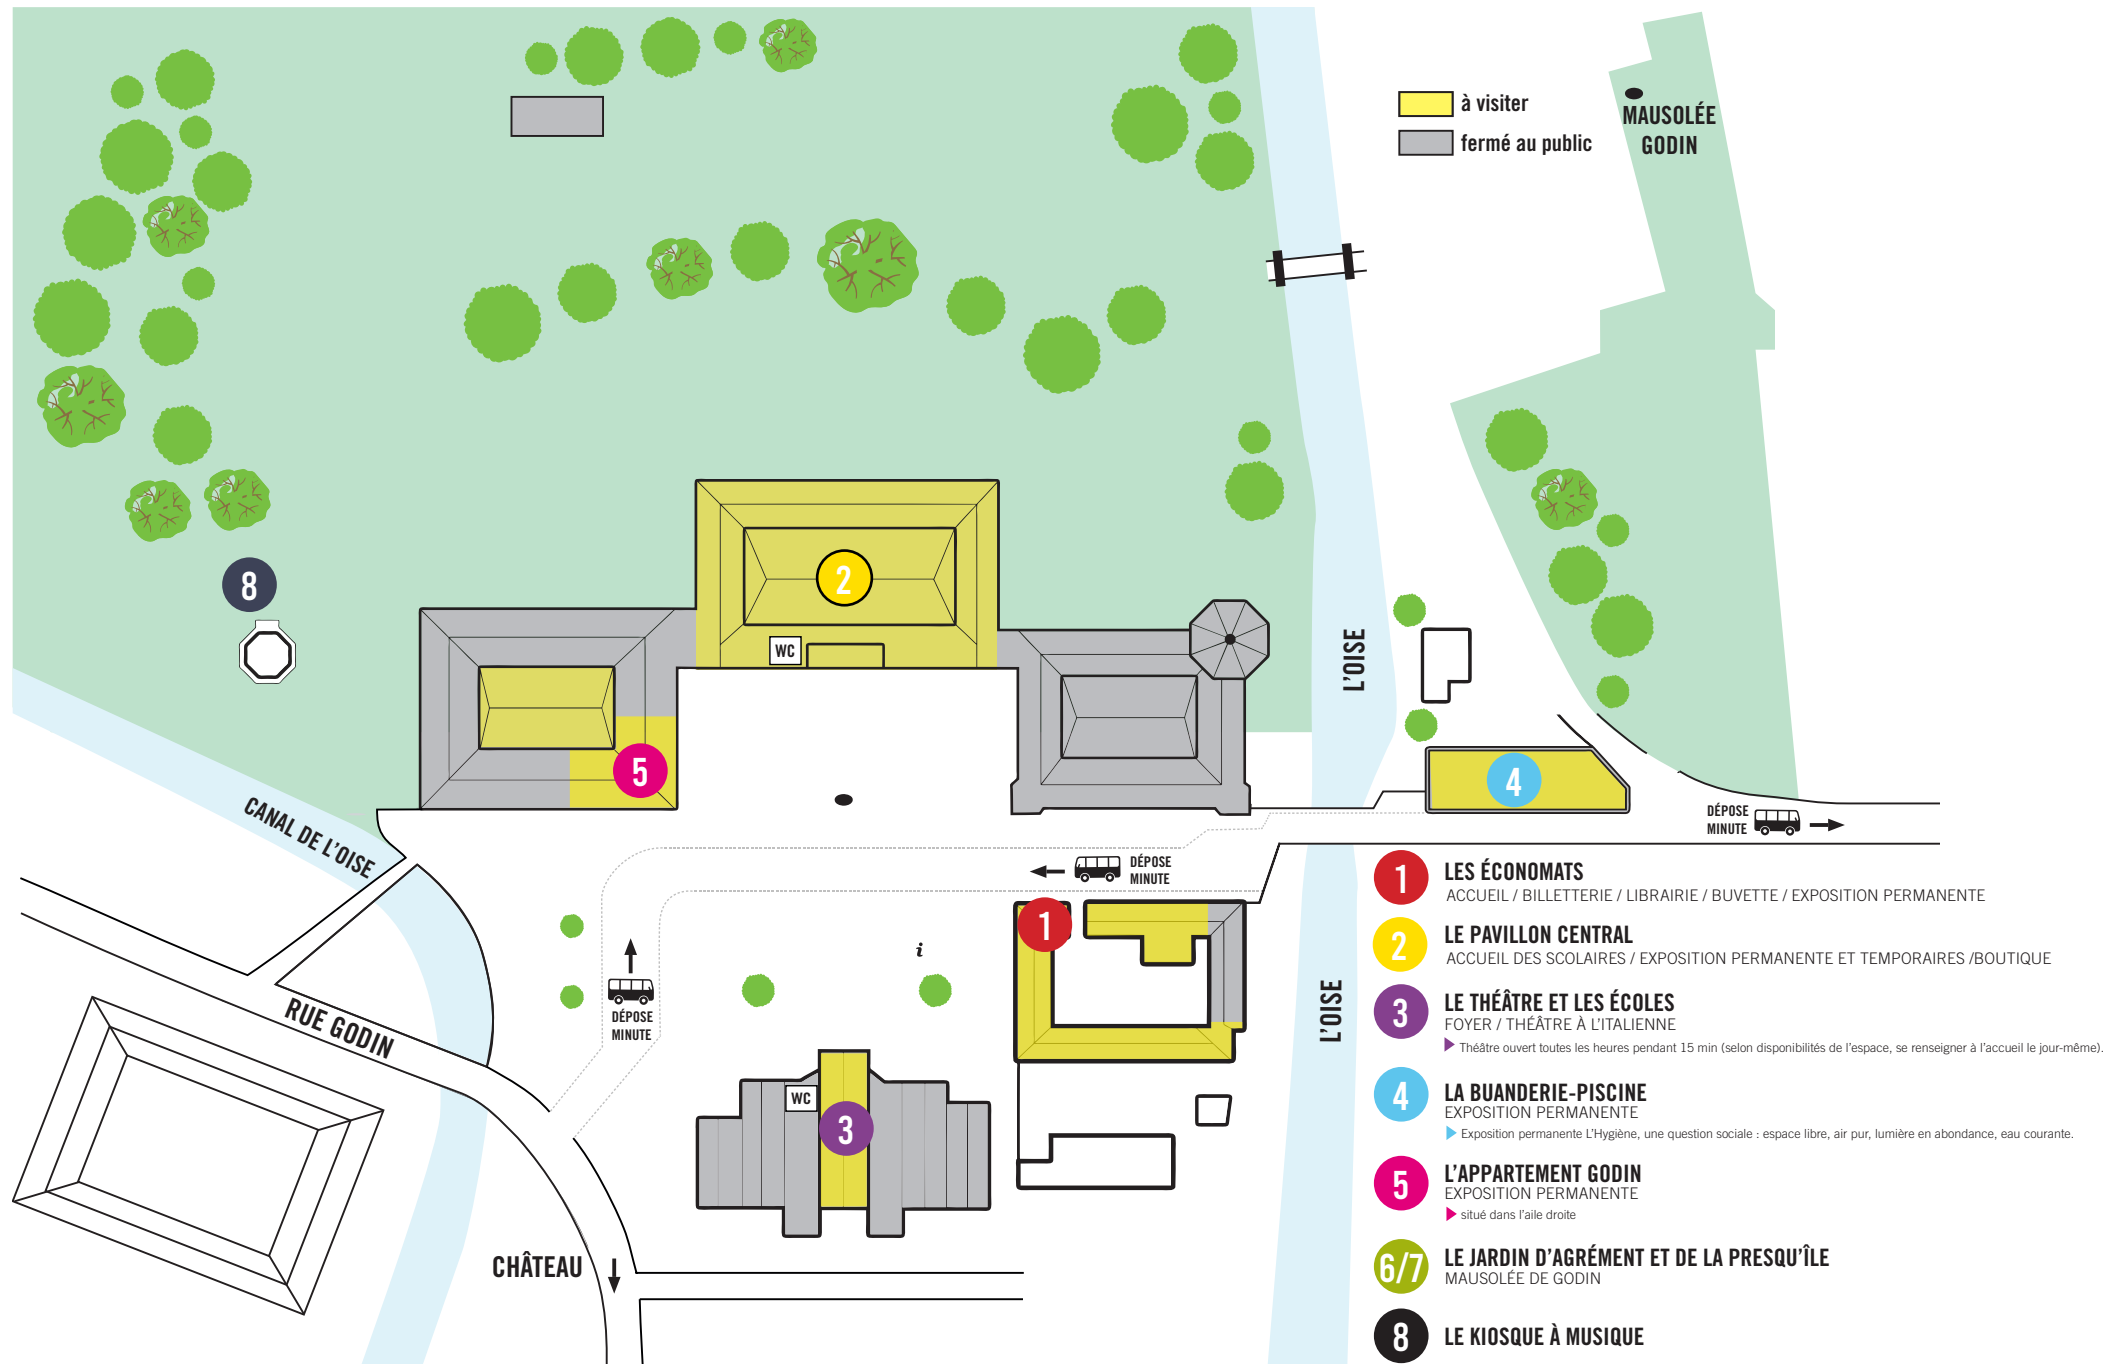 à visiter
fermé au public
MAUSOLÉE
GODIN
8
2
WC
5
L'OISE
4
CANAL DE L'OISE
DÉPOSE
MINUTE
DÉPOSE
MINUTE
1
i
DÉPOSE
MINUTE
RUE GODIN
L'OISE
WC
3
CHÂTEAU
1 LES ÉCONOMATS
ACCUEIL / BILLETTERIE / LIBRAIRIE / BUVETTE / EXPOSITION PERMANENTE
2 LE PAVILLON CENTRAL
ACCUEIL DES SCOLAIRES / EXPOSITION PERMANENTE ET TEMPORAIRES /BOUTIQUE
3 LE THÉÂTRE ET LES ÉCOLES
FOYER / THÉÂTRE À L'ITALIENNE
Théâtre ouvert toutes les heures pendant 15 min (selon disponibilités de l'espace, se renseigner à l'accueil le jour-même).
4 LA BUANDERIE-PISCINE
EXPOSITION PERMANENTE
Exposition permanente L'Hygiène, une question sociale : espace libre, air pur, lumière en abondance, eau courante.
5 L'APPARTEMENT GODIN
EXPOSITION PERMANENTE
situé dans l'aile droite
6/7 LE JARDIN D'AGRÉMENT ET DE LA PRESQU'ÎLE
MAUSOLÉE DE GODIN
8 LE KIOSQUE À MUSIQUE